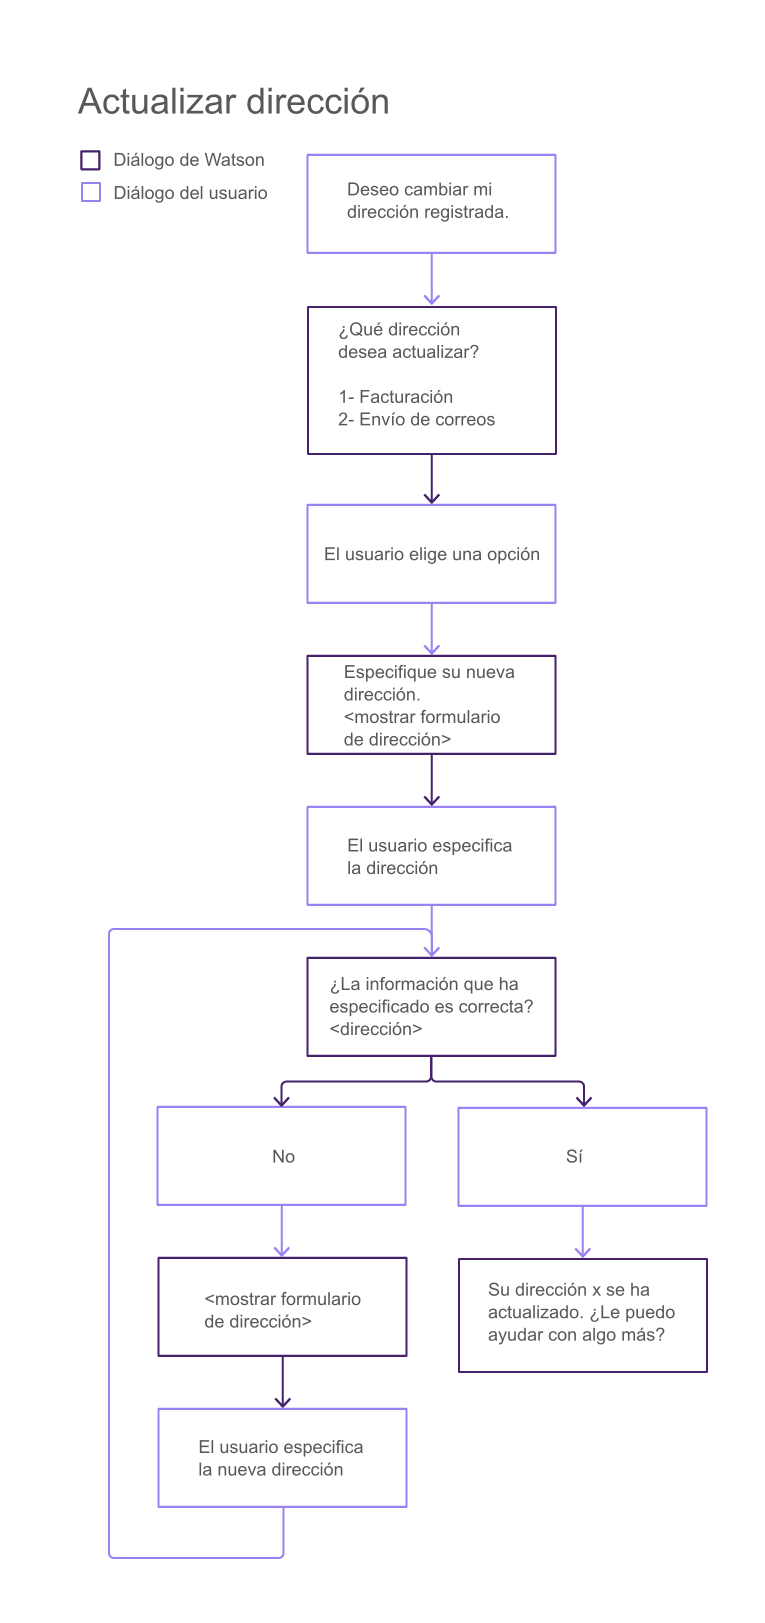 Actualizar dirección
Diálogo de Watson
Diálogo del usuario
Deseo cambiar mi
dirección registrada.
¿Qué dirección
desea actualizar?
1- Facturación
2- Envío de correos
El usuario elige una opción
Especifique su nueva
dirección.
<mostrar formulario
de dirección>
El usuario especifica
la dirección
¿La información que ha
especificado es correcta?
<dirección>
No
Sí
<mostrar formulario
de dirección>
Su dirección x se ha
actualizado. ¿Le puedo
ayudar con algo más?
El usuario especifica
la nueva dirección